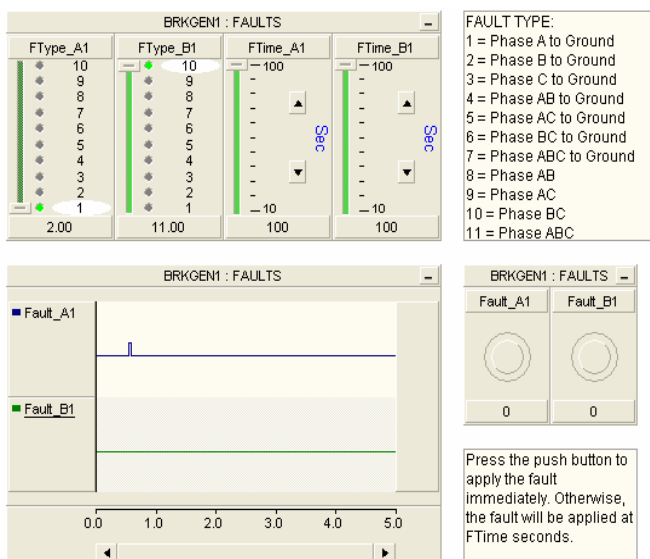 BRKGEN1 : FAULTS
FType_A1 FType_B1 FTime_A1 FTime_B1
10 10 100 100
9 9
8 8
7 7
6 6
5 5
4 4
3 3
2 2
1 1 10 10
Sec Sec
2.00 11.00 100 100
FAULT TYPE:
1 = Phase A to Ground
2 = Phase B to Ground
3 = Phase C to Ground
4 = Phase AB to Ground
5 = Phase AC to Ground
6 = Phase BC to Ground
7 = Phase ABC to Ground
8 = Phase AB
9 = Phase AC
10 = Phase BC
11 = Phase ABC
BRKGEN1 : FAULTS
Fault_A1
Fault_B1
0.0 1.0 2.0 3.0 4.0 5.0
BRKGEN1 : FAULTS
Fault_A1 Fault_B1
0 0
Press the push button to
apply the fault
immediately. Otherwise,
the fault will be applied at
FTime seconds.